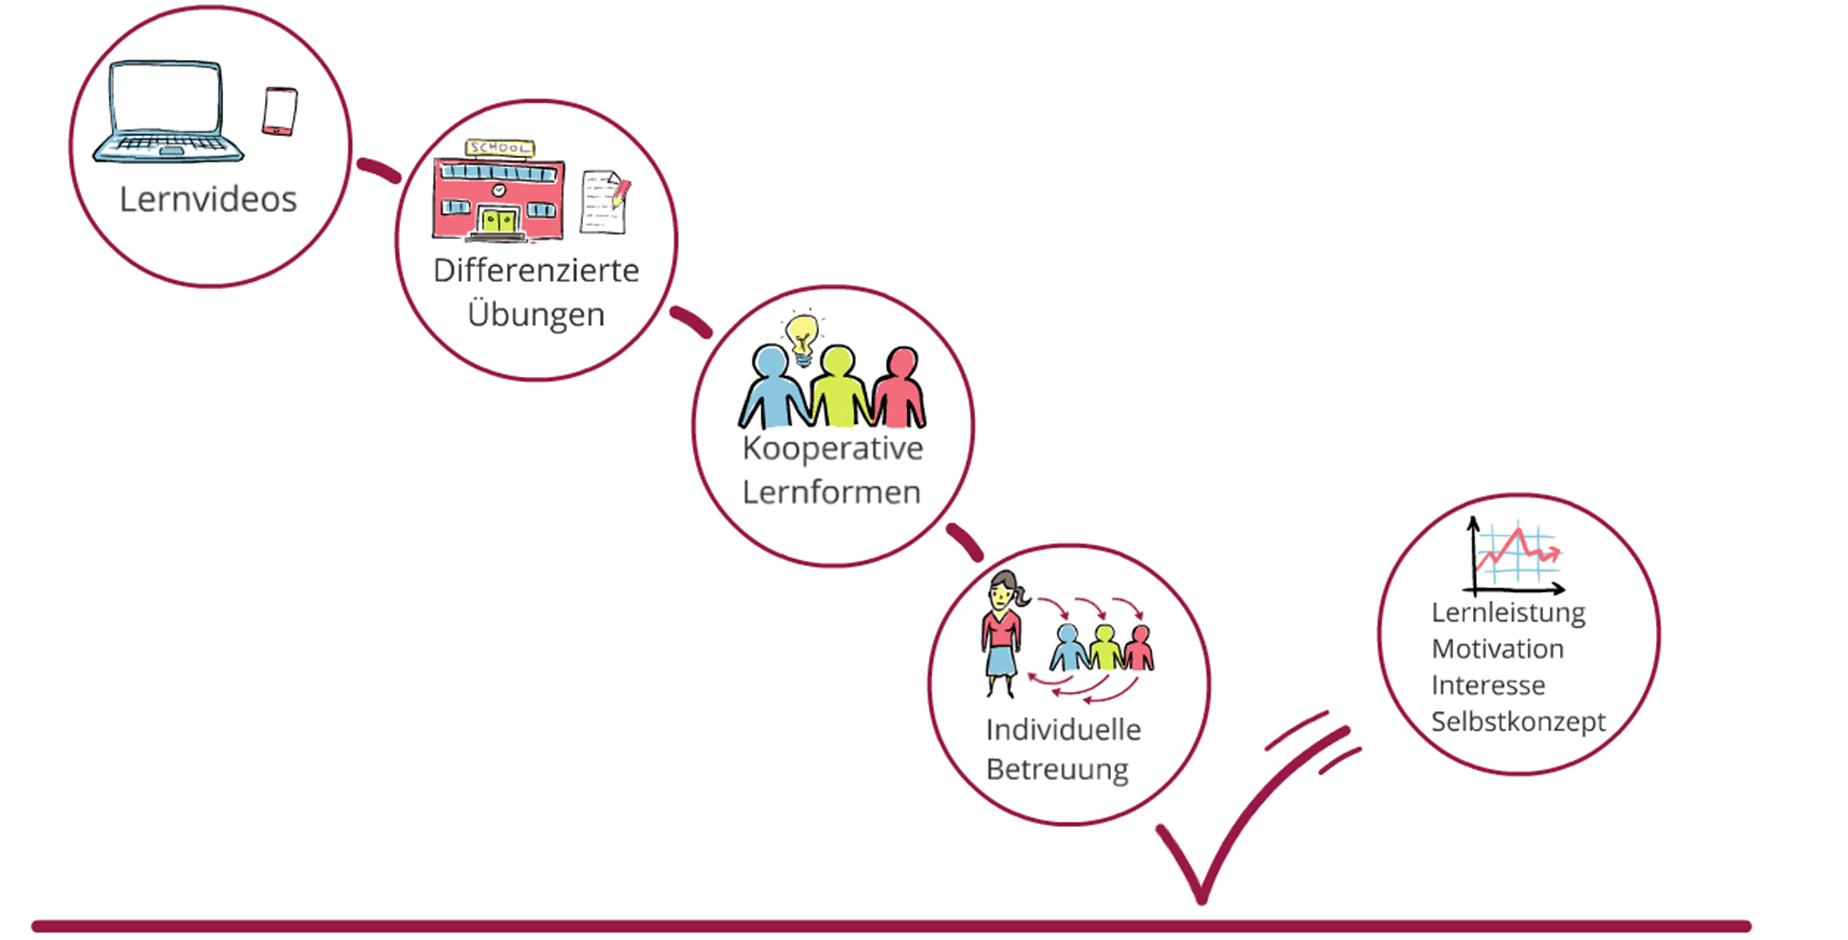 Lernvideos
SCHOOL
Differenzierte
Übungen
Kooperative
Lernformen
Individuelle
Betreuung
Lernleistung
Motivation
Interesse
Selbstkonzept